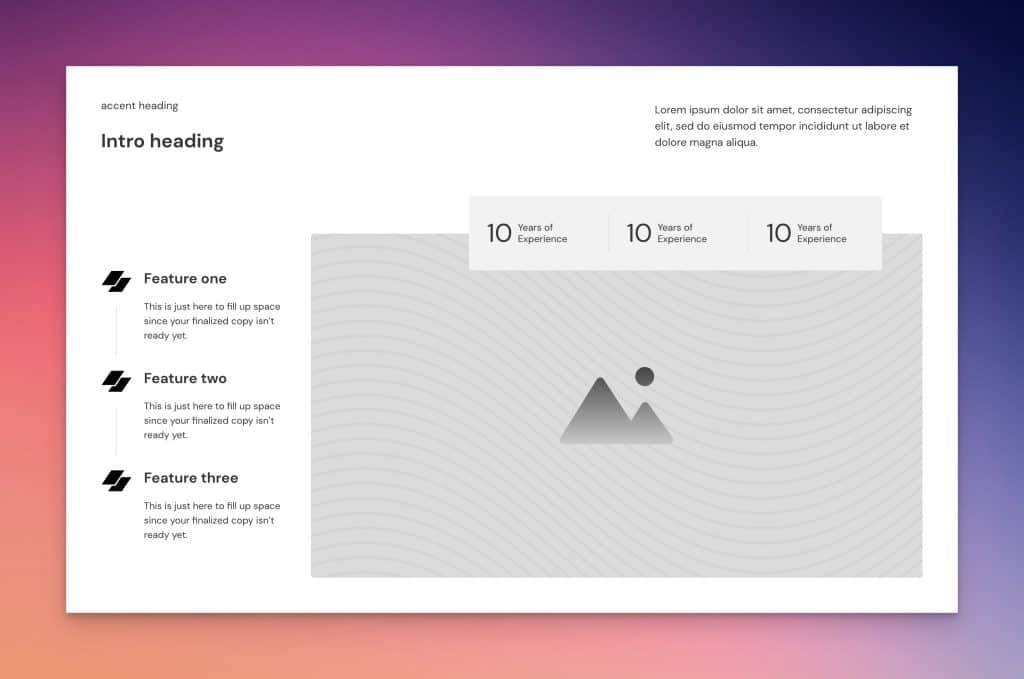 accent heading
Intro heading
Lorem ipsum dolor sit amet, consectetur adipiscing
elit, sed do eiusmod tempor incididunt ut labore et
dolore magna aliqua.
10 Years of
Experience
10 Years of
Experience
10 Years of
Experience
Feature one
This is just here to fill up space
since your finalized copy isn't
ready yet.
Feature two
This is just here to fill up space
since your finalized copy isn't
ready yet.
Feature three
This is just here to fill up space
since your finalized copy isn't
ready yet.